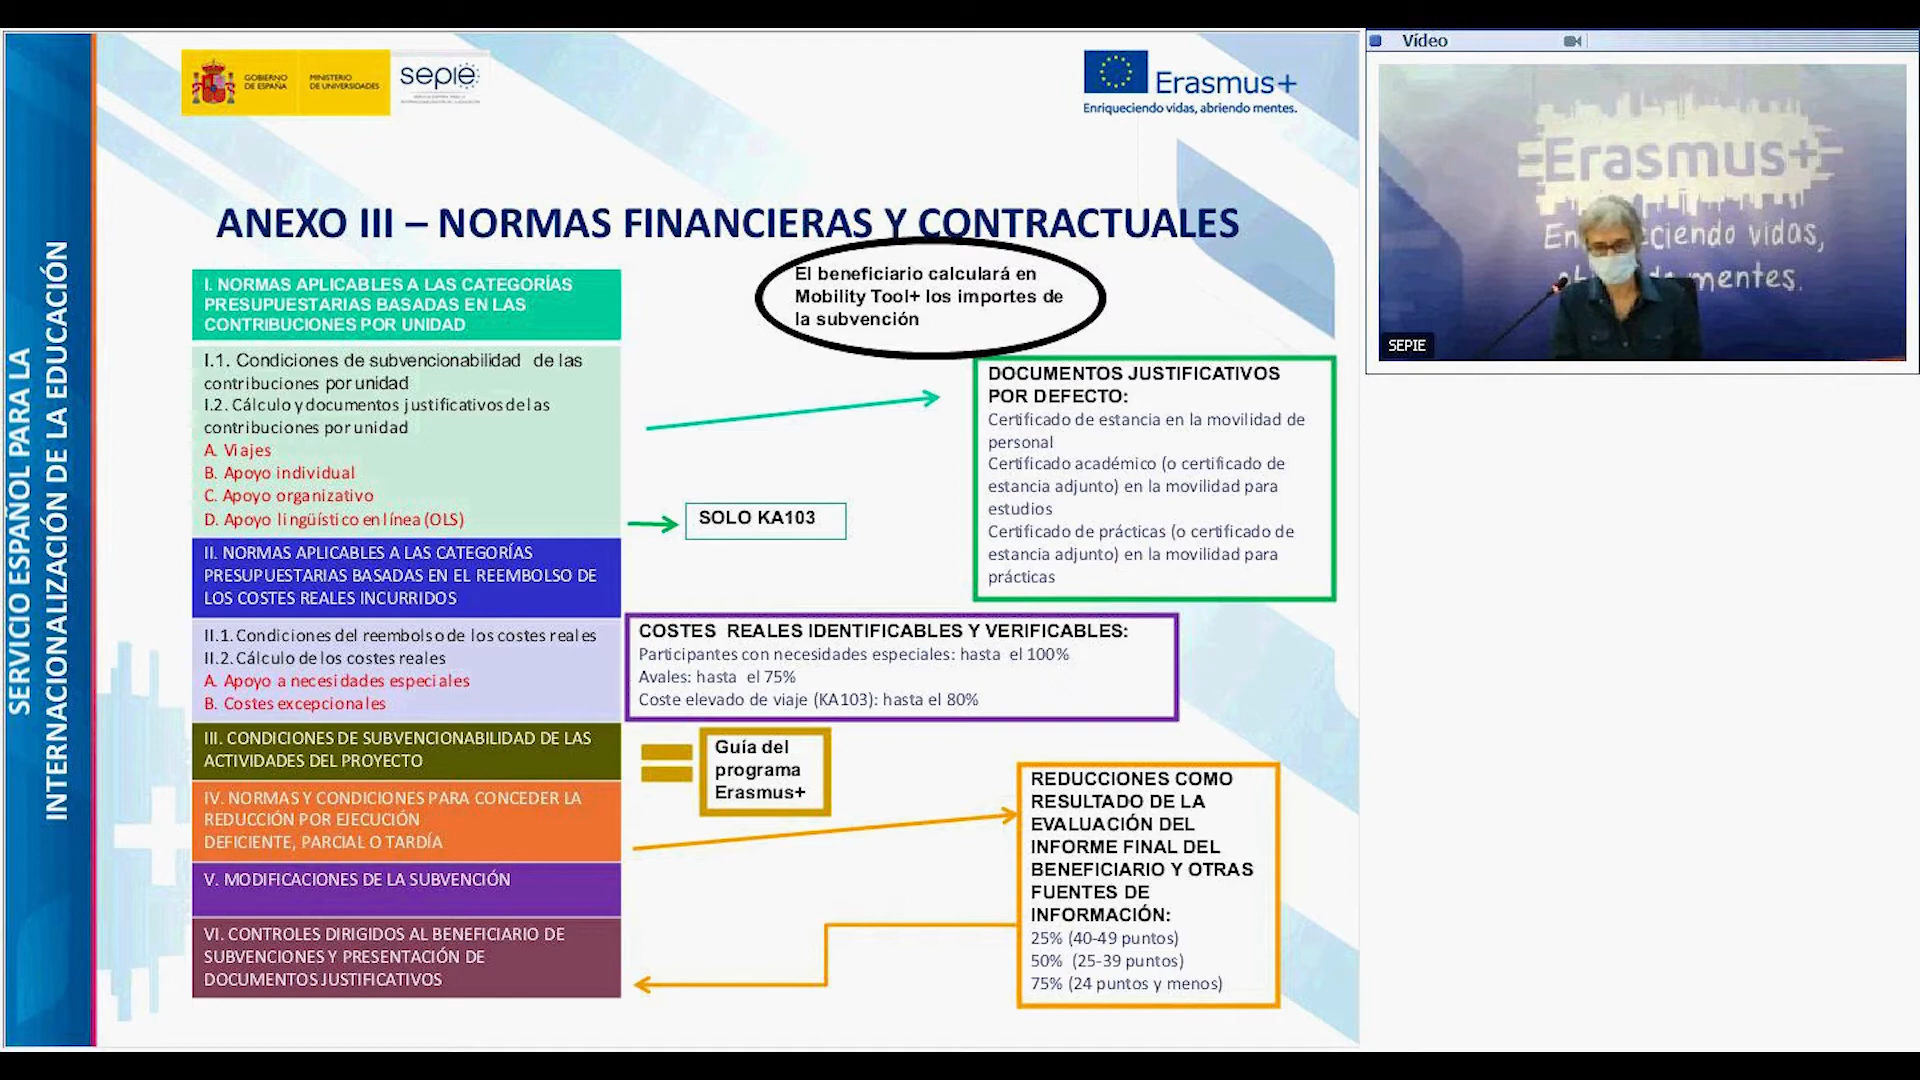 SERVICIO ESPAÑOL PARA LA
INTERNACIONALIZACIÓN DE LA EDUCACIÓN
GOBIERNO
DE ESPAÑA
MINISTERIO
DE UNIVERSIDADES
sepie
Erasmus+
Enriqueciendo vidas, abriendo mentes.
ANEXO III – NORMAS FINANCIERAS Y CONTRACTUALES
El beneficiario calculará en
Mobility Tool+ los importes de
la subvención
I. NORMAS APLICABLES A LAS CATEGORÍAS
PRESUPUESTARIAS BASADAS EN LAS
CONTRIBUCIONES POR UNIDAD
I.1. Condiciones de subvencionabilidad de las
contribuciones por unidad
I.2. Cálculo y documentos justificativos de las
contribuciones por unidad
A. Viajes
B. Apoyo individual
C. Apoyo organizativo
D. Apoyo lingüístico en línea (OLS)
SOLO KA103
DOCUMENTOS JUSTIFICATIVOS
POR DEFECTO:
Certificado de estancia en la movilidad de
personal
Certificado académico (o certificado de
estancia adjunto) en la movilidad para
estudios
Certificado de prácticas (o certificado de
estancia adjunto) en la movilidad para
prácticas
II. NORMAS APLICABLES A LAS CATEGORÍAS
PRESUPUESTARIAS BASADAS EN EL REEMBOLSO DE
LOS COSTES REALES INCURRIDOS
II.1. Condiciones del reembolso de los costes reales
II.2. Cálculo de los costes reales
A. Apoyo a necesidades especiales
B. Costes excepcionales
COSTES REALES IDENTIFICABLES Y VERIFICABLES:
Participantes con necesidades especiales: hasta el 100%
Avales: hasta el 75%
Coste elevado de viaje (KA103): hasta el 80%
III. CONDICIONES DE SUBVENCIONABILIDAD DE LAS
ACTIVIDADES DEL PROYECTO
Guía del
programa
Erasmus+
IV. NORMAS Y CONDICIONES PARA CONCEDER LA
REDUCCIÓN POR EJECUCIÓN
DEFICIENTE, PARCIAL O TARDÍA
V. MODIFICACIONES DE LA SUBVENCIÓN
VI. CONTROLES DIRIGIDOS AL BENEFICIARIO DE
SUBVENCIONES Y PRESENTACIÓN DE
DOCUMENTOS JUSTIFICATIVOS
REDUCCIONES COMO
RESULTADO DE LA
EVALUACIÓN DEL
INFORME FINAL DEL
BENEFICIARIO Y OTRAS
FUENTES DE
INFORMACIÓN:
25% (40-49 puntos)
50% (25-39 puntos)
75% (24 puntos y menos)
Vídeo
Erasmus+
vidas,
mentes.
SEPIE